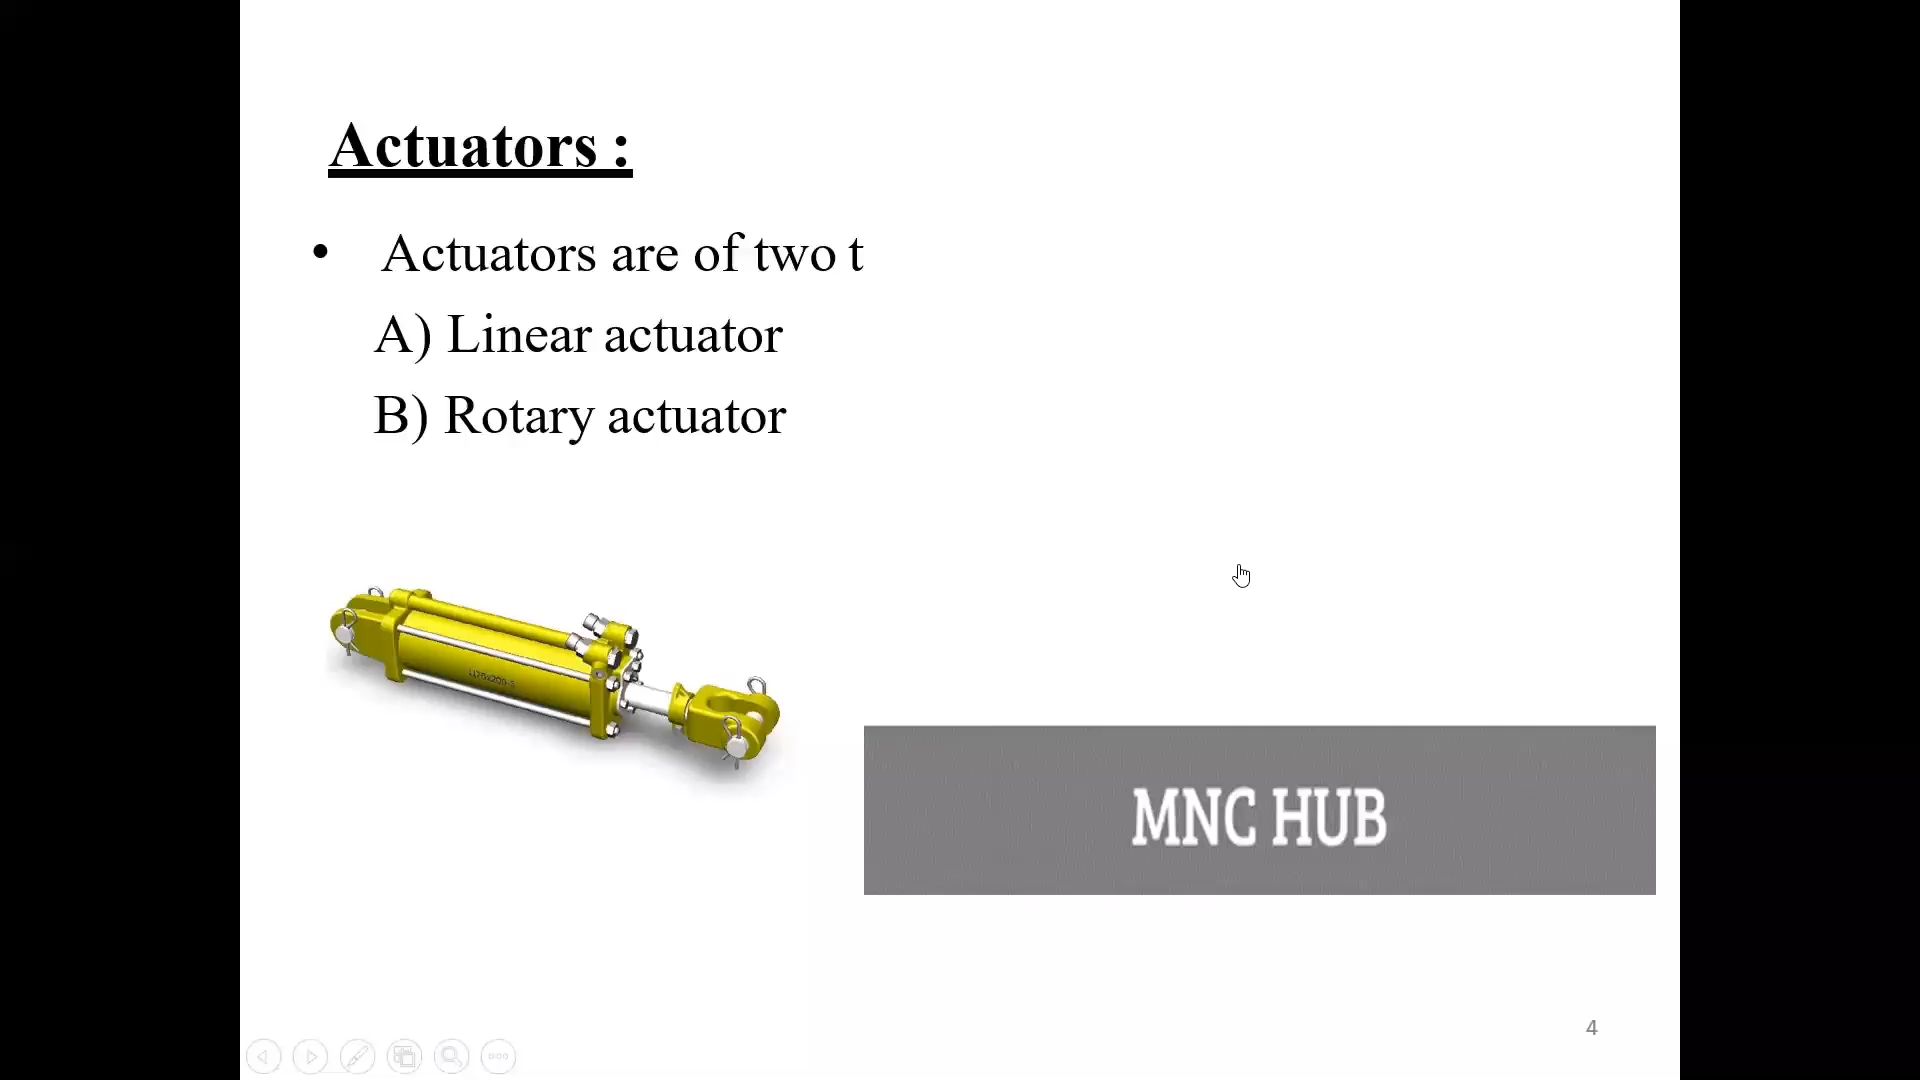 Actuators :
• Actuators are of two t
A) Linear actuator
B) Rotary actuator
MNC HUB
4